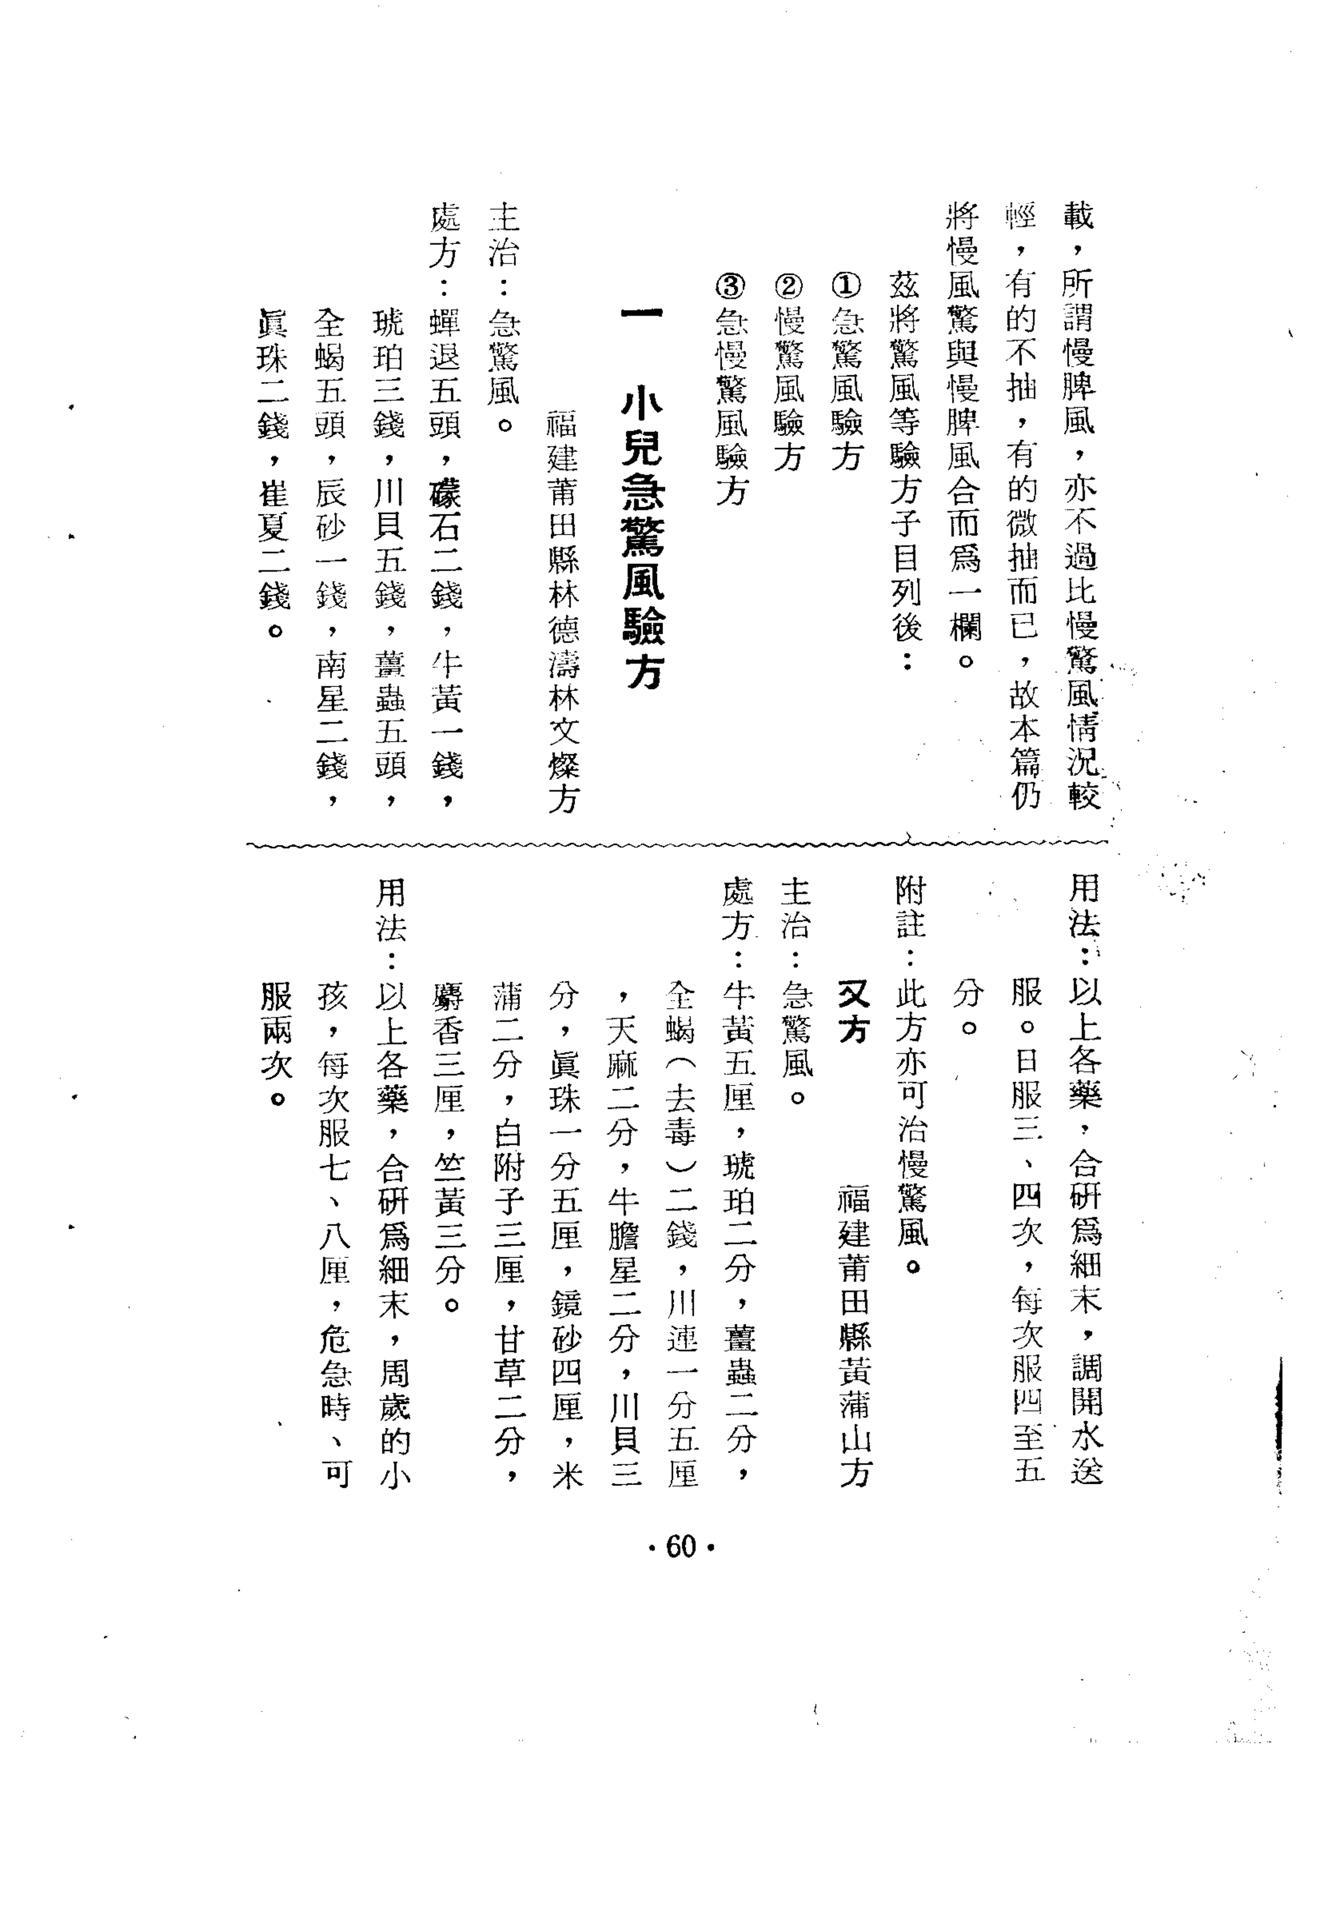 載，所謂慢脾風，亦不過比慢驚風情況較
輕，有的不抽，有的微抽而已，故本篇仍
將慢風驚與慢脾風合而爲一欄。
茲將驚風等驗方子目列後：
①急驚風驗方
②慢驚風驗方
③急慢驚風驗方
一　小兒急驚風驗方
福建莆田縣林德濤林文燦方
主治：急驚風。
處方：蟬退五頭，礞石二錢，牛黃一錢，
琥珀三錢，川貝五錢，薑蟲五頭，
全蝎五頭，辰砂一錢，南星二錢，
眞珠二錢，崔夏二錢。
用法：以上各藥，合研爲細末，調開水送
服。日服三、四次，每次服四至五
分。
附註：此方亦可治慢驚風。
又方　福建莆田縣黃蒲山方
主治：急驚風。
處方：牛黃五厘，琥珀二分，薑蟲二分，
全蝎（去毒）二錢，川連一分五厘
，天麻二分，牛膽星二分，川貝三
分，眞珠一分五厘，鏡砂四厘，米
蒲二分，白附子三厘，甘草二分，
麝香三厘，竺黃三分。
用法：以上各藥，合研爲細末，周歲的小
孩，每次服七、八厘，危急時、可
服兩次。
·60·